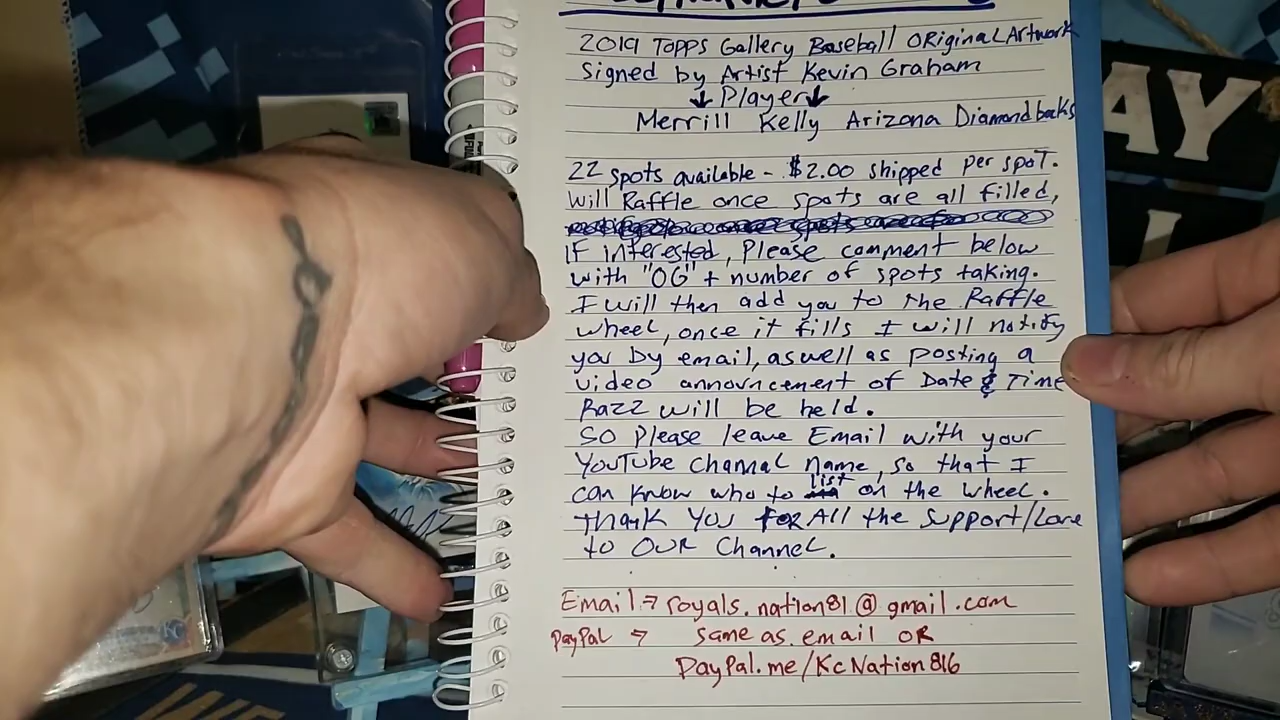 2019 Topps Gallery Baseball ORiginal Artwork
Signed by Artist Kevin Graham
↓ Player ↓
Merrill Kelly Arizona Diamondbacks
22 spots available - $2.00 shipped per spot.
Will Raffle once spots are all filled,
If interested, Please comment below
with "OG" + number of spots taking.
I will then add you to the Raffle
wheel, once it fills I will notify
you by email, aswell as posting a
video announcement of Date & Time
Razz will be held.
SO Please leave Email with your
YouTube Channal name, so that I
can know who to list on the wheel.
Thank You FOR All the support/Love
to OUR Channel.
Email → royals.nation81@gmail.com
PayPal → same as email OR
PayPal.me/KcNation816
AY